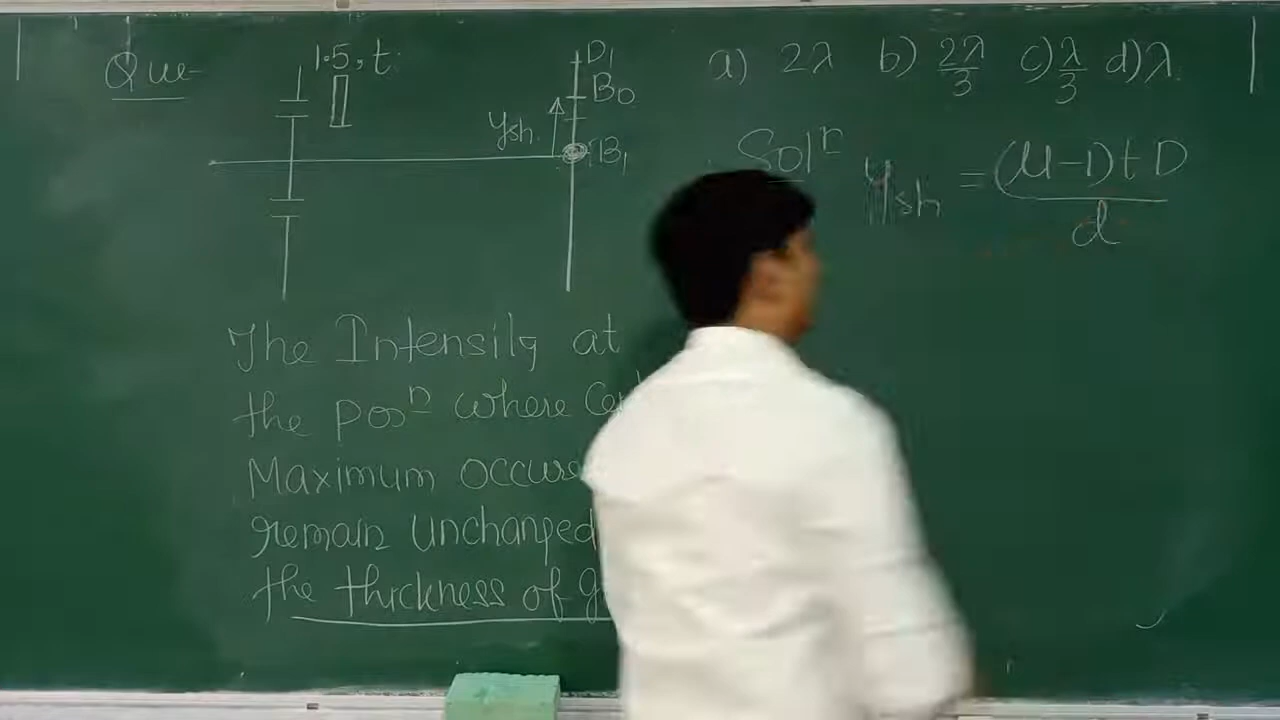 Que-
1.5, t
D1
B0
ysh
B1
a) 2λ b) 2λ/3 c) λ/3 d) λ
Solⁿ
ysh = (μ-1)tD/d
The Intensity at
the posⁿ where
Maximum occurs
remain unchanged
the thickness of